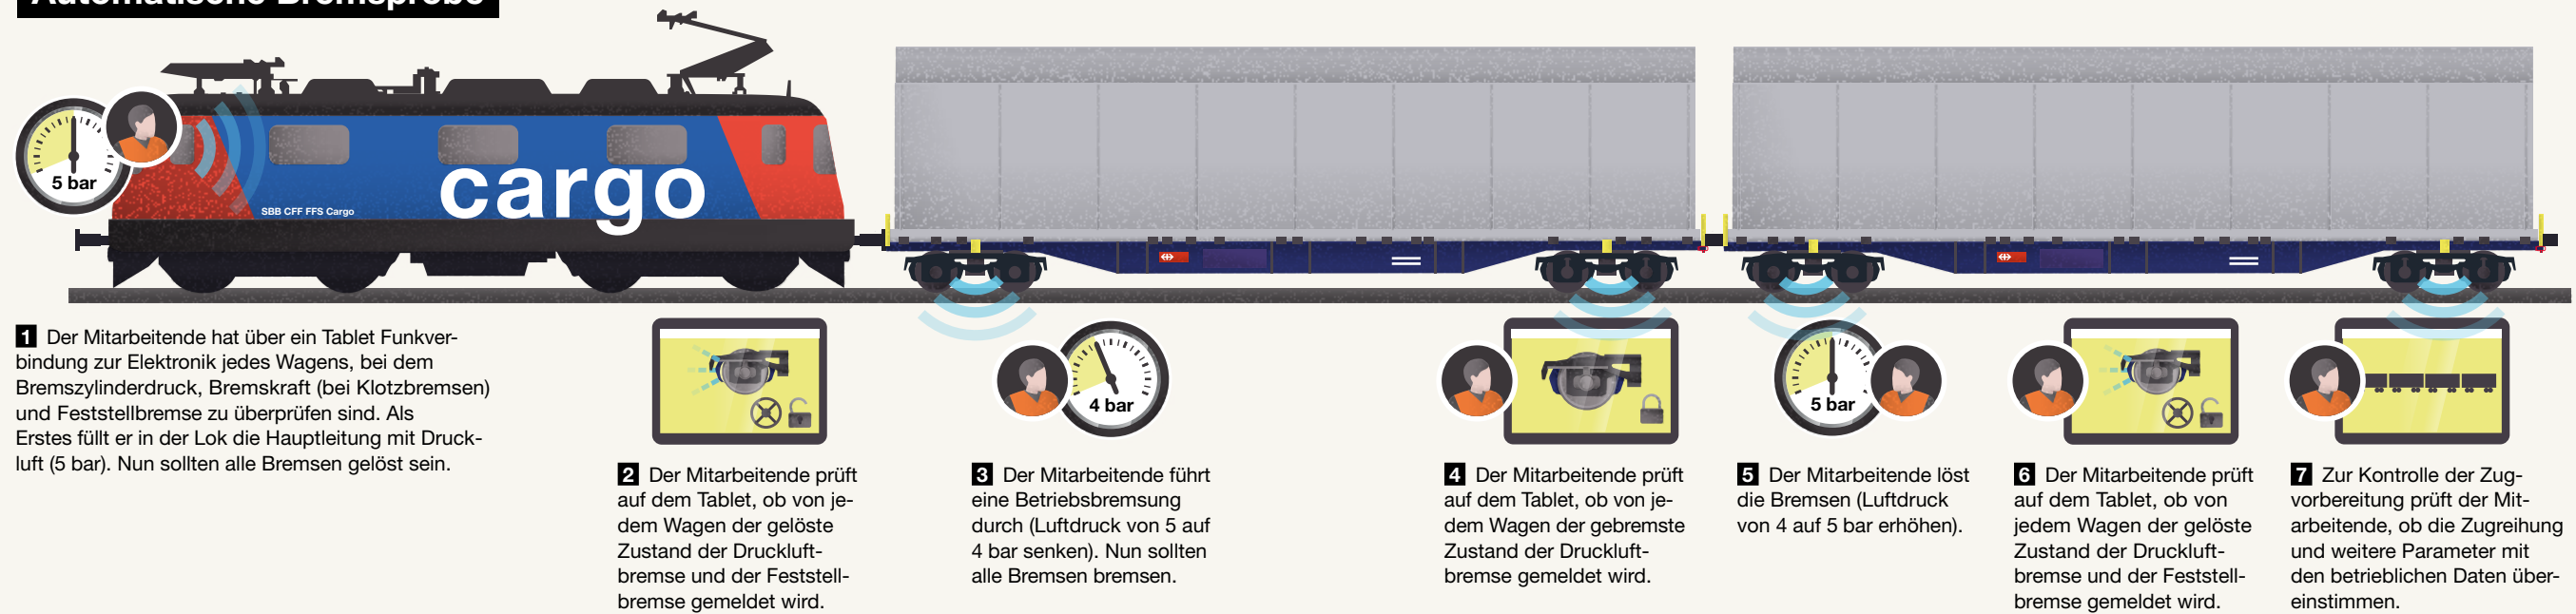 Automatische Bremsprobe
5 bar
cargo
SBB CFF FFS Cargo
1 Der Mitarbeitende hat über ein Tablet Funkver-
bindung zur Elektronik jedes Wagens, bei dem
Bremszylinderdruck, Bremskraft (bei Klotzbremsen)
und Feststellbremse zu überprüfen sind. Als
Erstes füllt er in der Lok die Hauptleitung mit Druck-
luft (5 bar). Nun sollten alle Bremsen gelöst sein.
2 Der Mitarbeitende prüft
auf dem Tablet, ob von je-
dem Wagen der gelöste
Zustand der Druckluft-
bremse und der Feststell-
bremse gemeldet wird.
4 bar
3 Der Mitarbeitende führt
eine Betriebsbremsung
durch (Luftdruck von 5 auf
4 bar senken). Nun sollten
alle Bremsen bremsen.
4 Der Mitarbeitende prüft
auf dem Tablet, ob von je-
dem Wagen der gebremste
Zustand der Druckluft-
bremse gemeldet wird.
5 bar
5 Der Mitarbeitende löst
die Bremsen (Luftdruck
von 4 auf 5 bar erhöhen).
6 Der Mitarbeitende prüft
auf dem Tablet, ob von
jedem Wagen der gelöste
Zustand der Druckluft-
bremse und der Feststell-
bremse gemeldet wird.
7 Zur Kontrolle der Zug-
vorbereitung prüft der Mit-
arbeitende, ob die Zugreihung
und weitere Parameter mit
den betrieblichen Daten über-
einstimmen.